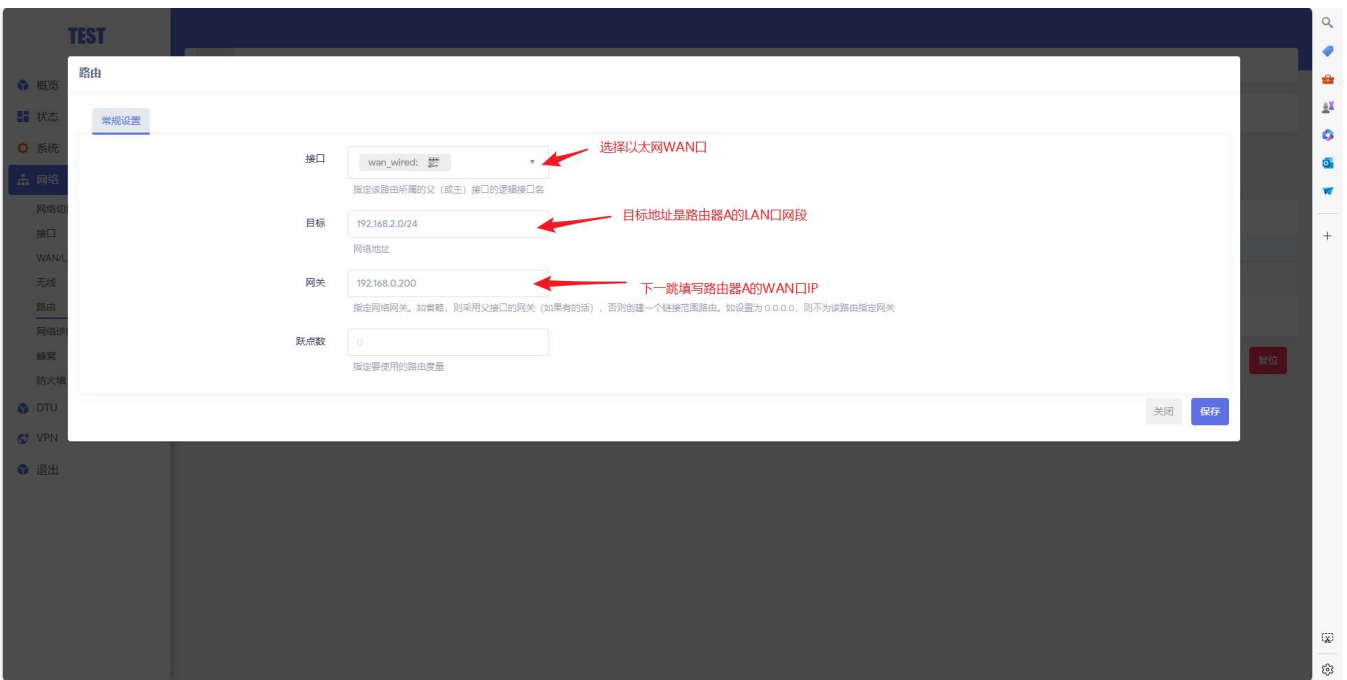 TEST
路由
概览
状态
常规设置
系统
接口
wan_wired:
选择以太网WAN口
网络
指定该路由所属的父（或主）接口的逻辑接口名
网络切
目标
192.168.2.0/24
目标地址是路由器A的LAN口网段
接口
网络地址
WAN/L
无线
网关
192.168.0.200
下一跳填写路由器A的WAN口IP
路由
指定网络网关。如省略，则采用父接口的网关（如果有的话），否则创建一个链接范围路由。如设置为 0.0.0.0，则不为该路由指定网关
网络诊
跃点数
0
蜂窝
复位
指定要使用的路由度量
防火墙
DTU
关闭
保存
VPN
退出